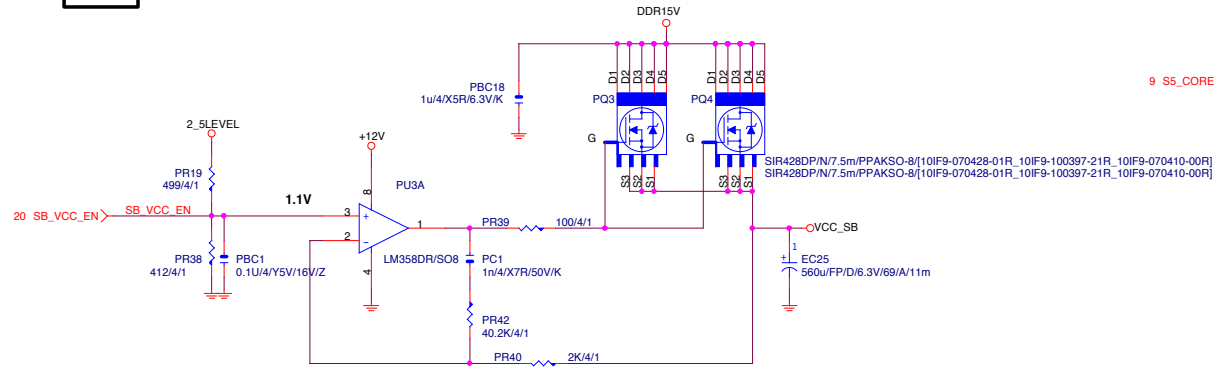 DDR15V
9 S5_CORE
PBC18
1u/4/X5R/6.3V/K
D1
D2
D3
D4
D5
D1
D2
D3
D4
D5
PQ3
PQ4
G
G
S3
S2
S1
S3
S2
S1
SIR428DP/N/7.5m/PPAKSO-8/[10IF9-070428-01R_10IF9-100397-21R_10IF9-070410-00R]
SIR428DP/N/7.5m/PPAKSO-8/[10IF9-070428-01R_10IF9-100397-21R_10IF9-070410-00R]
2_5LEVEL
+12V
PR19
499/4/1
PU3A
8
1.1V
20 SB_VCC_EN
SB_VCC_EN
3
+
2
-
1
4
LM358DR/SO8
PR39
100/4/1
VCC_SB
PR38
412/4/1
PBC1
0.1U/4/Y5V/16V/Z
PC1
1n/4/X7R/50V/K
1
+
EC25
560u/FP/D/6.3V/69/A/11m
PR42
40.2K/4/1
PR40
2K/4/1